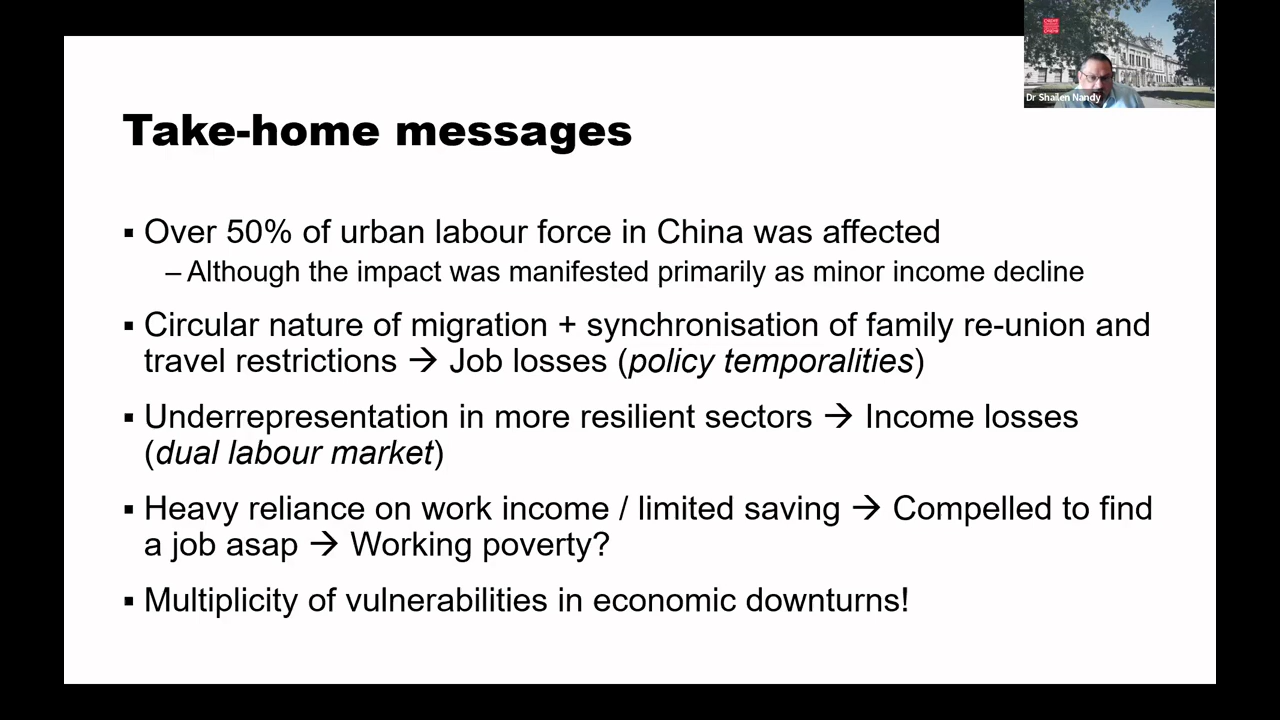 Dr Shailen Nandy
Take-home messages
▪ Over 50% of urban labour force in China was affected
– Although the impact was manifested primarily as minor income decline
▪ Circular nature of migration + synchronisation of family re-union and
travel restrictions → Job losses (policy temporalities)
▪ Underrepresentation in more resilient sectors → Income losses
(dual labour market)
▪ Heavy reliance on work income / limited saving → Compelled to find
a job asap → Working poverty?
▪ Multiplicity of vulnerabilities in economic downturns!